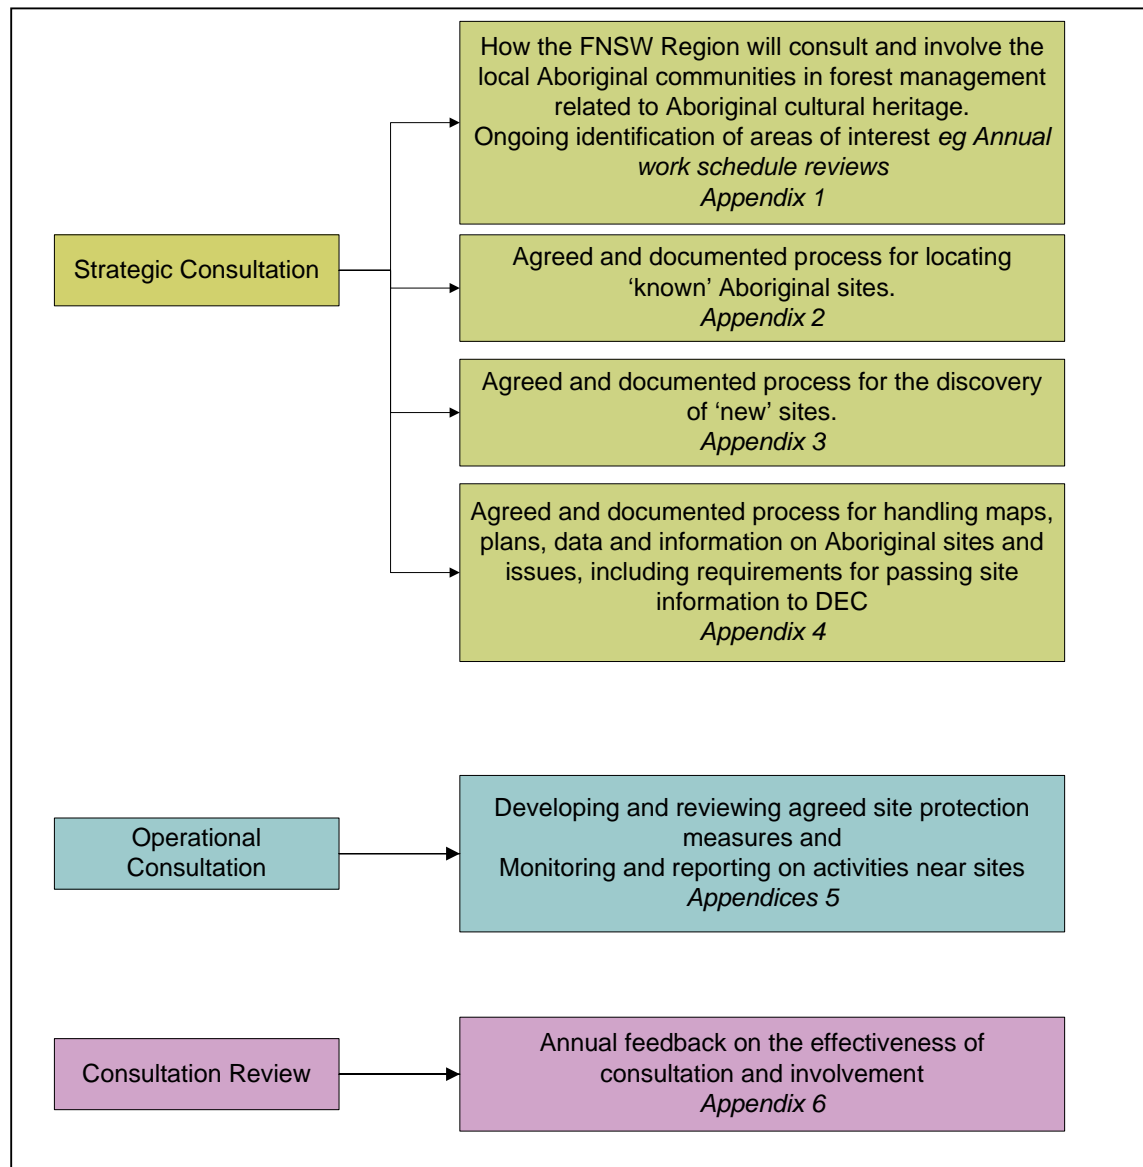 How the FNSW Region will consult and involve the
local Aboriginal communities in forest management
related to Aboriginal cultural heritage.
Ongoing identification of areas of interest eg Annual
work schedule reviews
Appendix 1
Strategic Consultation
Agreed and documented process for locating
‘known’ Aboriginal sites.
Appendix 2
Agreed and documented process for the discovery
of ‘new’ sites.
Appendix 3
Agreed and documented process for handling maps,
plans, data and information on Aboriginal sites and
issues, including requirements for passing site
information to DEC
Appendix 4
Operational
Consultation
Developing and reviewing agreed site protection
measures and
Monitoring and reporting on activities near sites
Appendices 5
Consultation Review
Annual feedback on the effectiveness of
consultation and involvement
Appendix 6